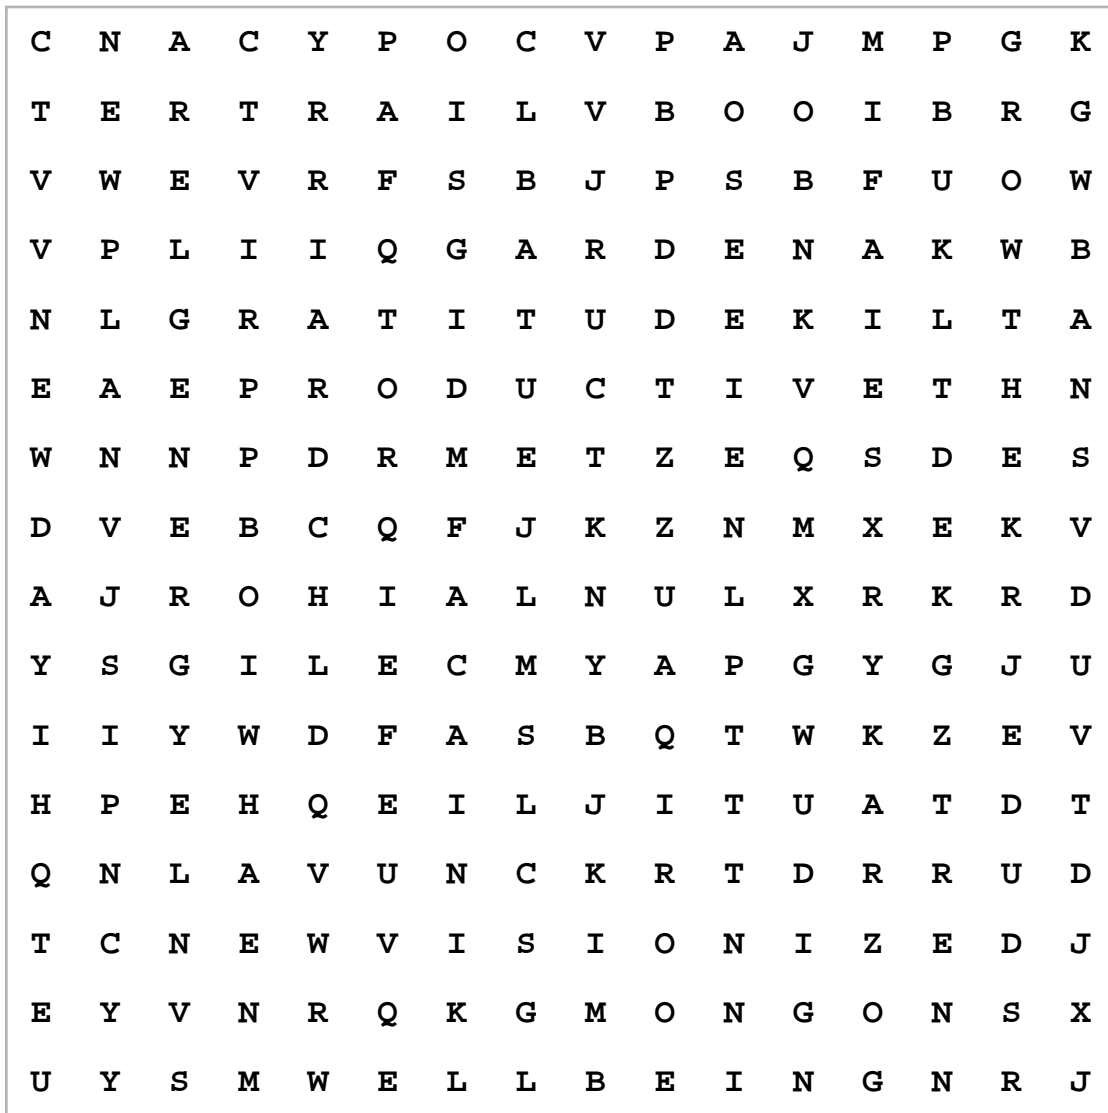 C N A C Y P O C V P A J M P G K
T E R T R A I L V B O O I B R G
V W E V R F S B J P S B F U O W
V P L I I Q G A R D E N A K W B
N L G R A T I T U D E K I L T A
E A E P R O D U C T I V E T H N
W N N P D R M E T Z E Q S D E S
D V E B C Q F J K Z N M X E K V
A J R O H I A L N U L X R K R D
Y S G I L E C M Y A P G Y G J U
I I Y W D F A S B Q T W K Z E V
H P E H Q E I L J I T U A T D T
Q N L A V U N C K R T D R R U D
T C N E W V I S I O N I Z E D J
E Y V N R Q K G M O N G O N S X
U Y S M W E L L B E I N G N R J